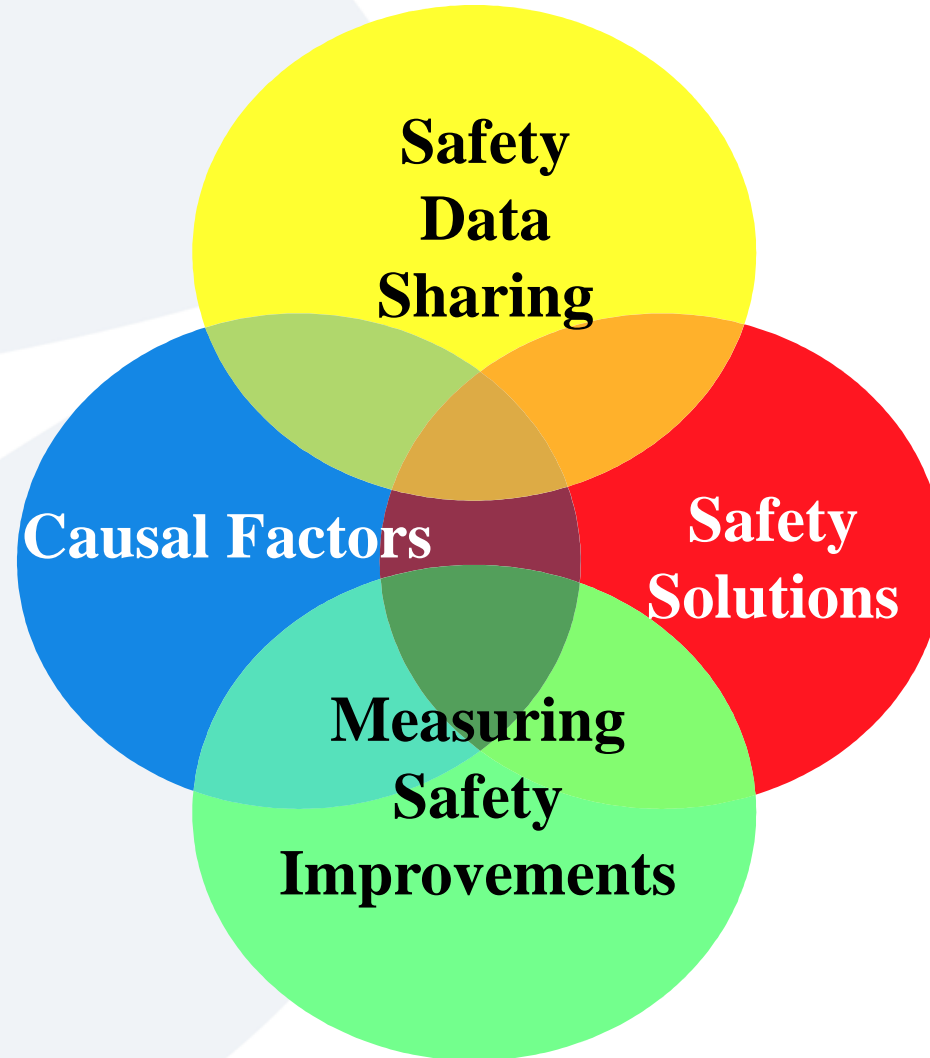 Safety
Data
Sharing
Causal Factors
Safety
Solutions
Measuring
Safety
Improvements